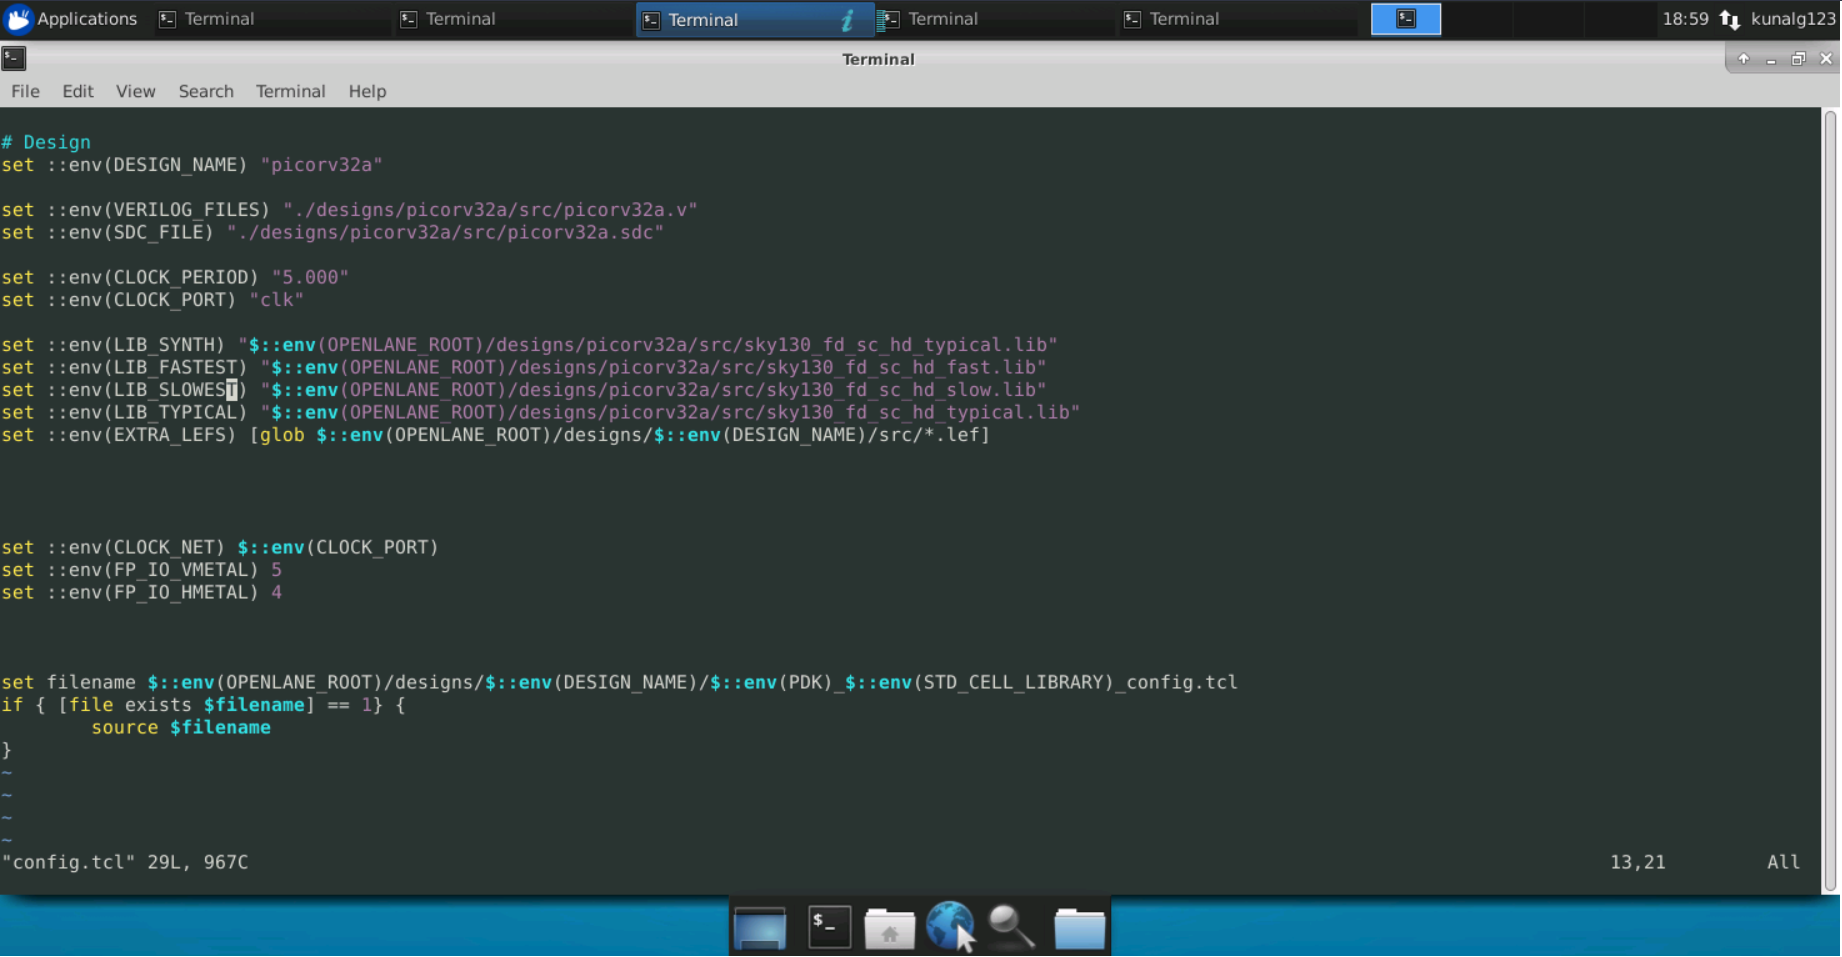 Applications Terminal Terminal Terminal Terminal Terminal 18:59 kunalg123
Terminal
File Edit View Search Terminal Help
# Design
set ::env(DESIGN_NAME) "picorv32a"
set ::env(VERILOG_FILES) "./designs/picorv32a/src/picorv32a.v"
set ::env(SDC_FILE) "./designs/picorv32a/src/picorv32a.sdc"
set ::env(CLOCK_PERIOD) "5.000"
set ::env(CLOCK_PORT) "clk"
set ::env(LIB_SYNTH) "$::env(OPENLANE_ROOT)/designs/picorv32a/src/sky130_fd_sc_hd_typical.lib"
set ::env(LIB_FASTEST) "$::env(OPENLANE_ROOT)/designs/picorv32a/src/sky130_fd_sc_hd_fast.lib"
set ::env(LIB_SLOWEST) "$::env(OPENLANE_ROOT)/designs/picorv32a/src/sky130_fd_sc_hd_slow.lib"
set ::env(LIB_TYPICAL) "$::env(OPENLANE_ROOT)/designs/picorv32a/src/sky130_fd_sc_hd_typical.lib"
set ::env(EXTRA_LEFS) [glob $::env(OPENLANE_ROOT)/designs/$::env(DESIGN_NAME)/src/*.lef]
set ::env(CLOCK_NET) $::env(CLOCK_PORT)
set ::env(FP_IO_VMETAL) 5
set ::env(FP_IO_HMETAL) 4
set filename $::env(OPENLANE_ROOT)/designs/$::env(DESIGN_NAME)/$::env(PDK)_$::env(STD_CELL_LIBRARY)_config.tcl
if { [file exists $filename] == 1} {
        source $filename
}
~
~
~
~
"config.tcl" 29L, 967C 13,21 All